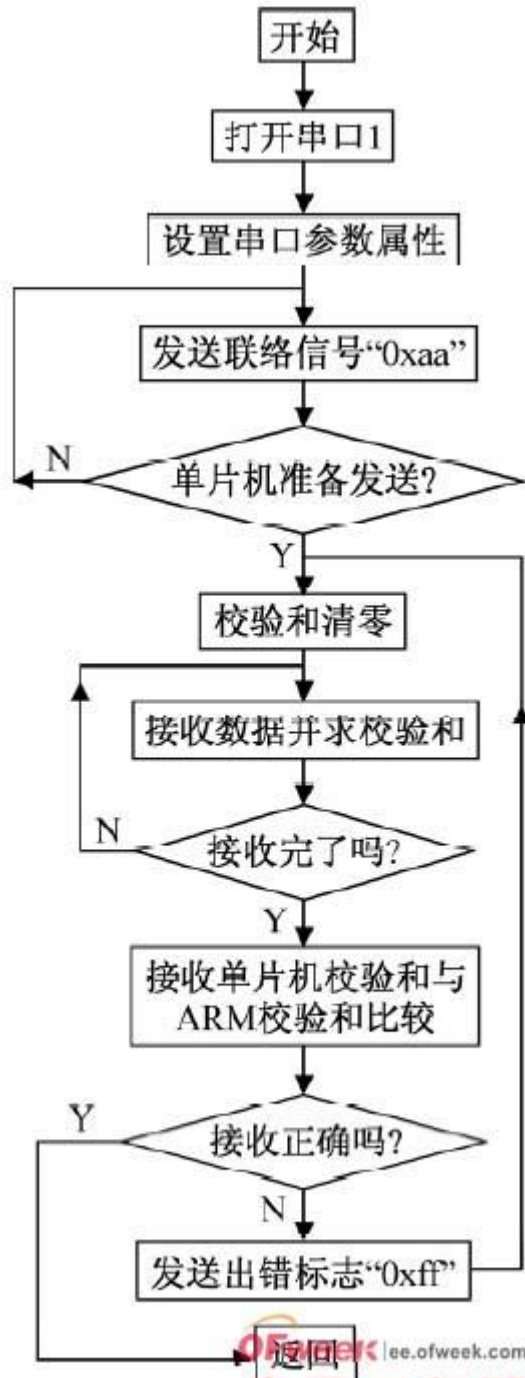 开始
打开串口1
设置串口参数属性
发送联络信号“0xaa”
N
单片机准备发送?
Y
校验和清零
接收数据并求校验和
N
接收完了吗?
Y
接收单片机校验和与
ARM校验和比较
Y
接收正确吗?
N
发送出错标志“0xff”
返回
OFweek ee.ofweek.com